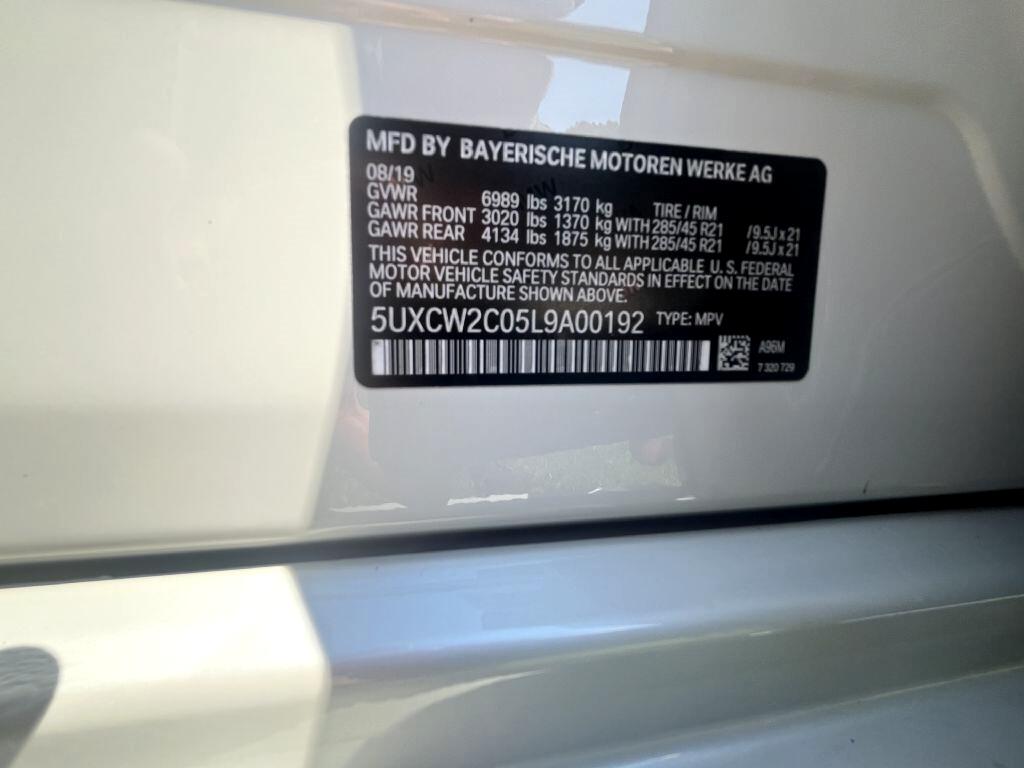 MFD BY BAYERISCHE MOTOREN WERKE AG
08/19
GVWR 6989 lbs 3170 kg TIRE / RIM
GAWR FRONT 3020 lbs 1370 kg WITH 285/45 R21 /9.5J x 21
GAWR REAR 4134 lbs 1875 kg WITH 285/45 R21 /9.5J x 21
THIS VEHICLE CONFORMS TO ALL APPLICABLE U. S. FEDERAL
MOTOR VEHICLE SAFETY STANDARDS IN EFFECT ON THE DATE
OF MANUFACTURE SHOWN ABOVE.
5UXCW2C05L9A00192 TYPE: MPV
A96M
7 320 729